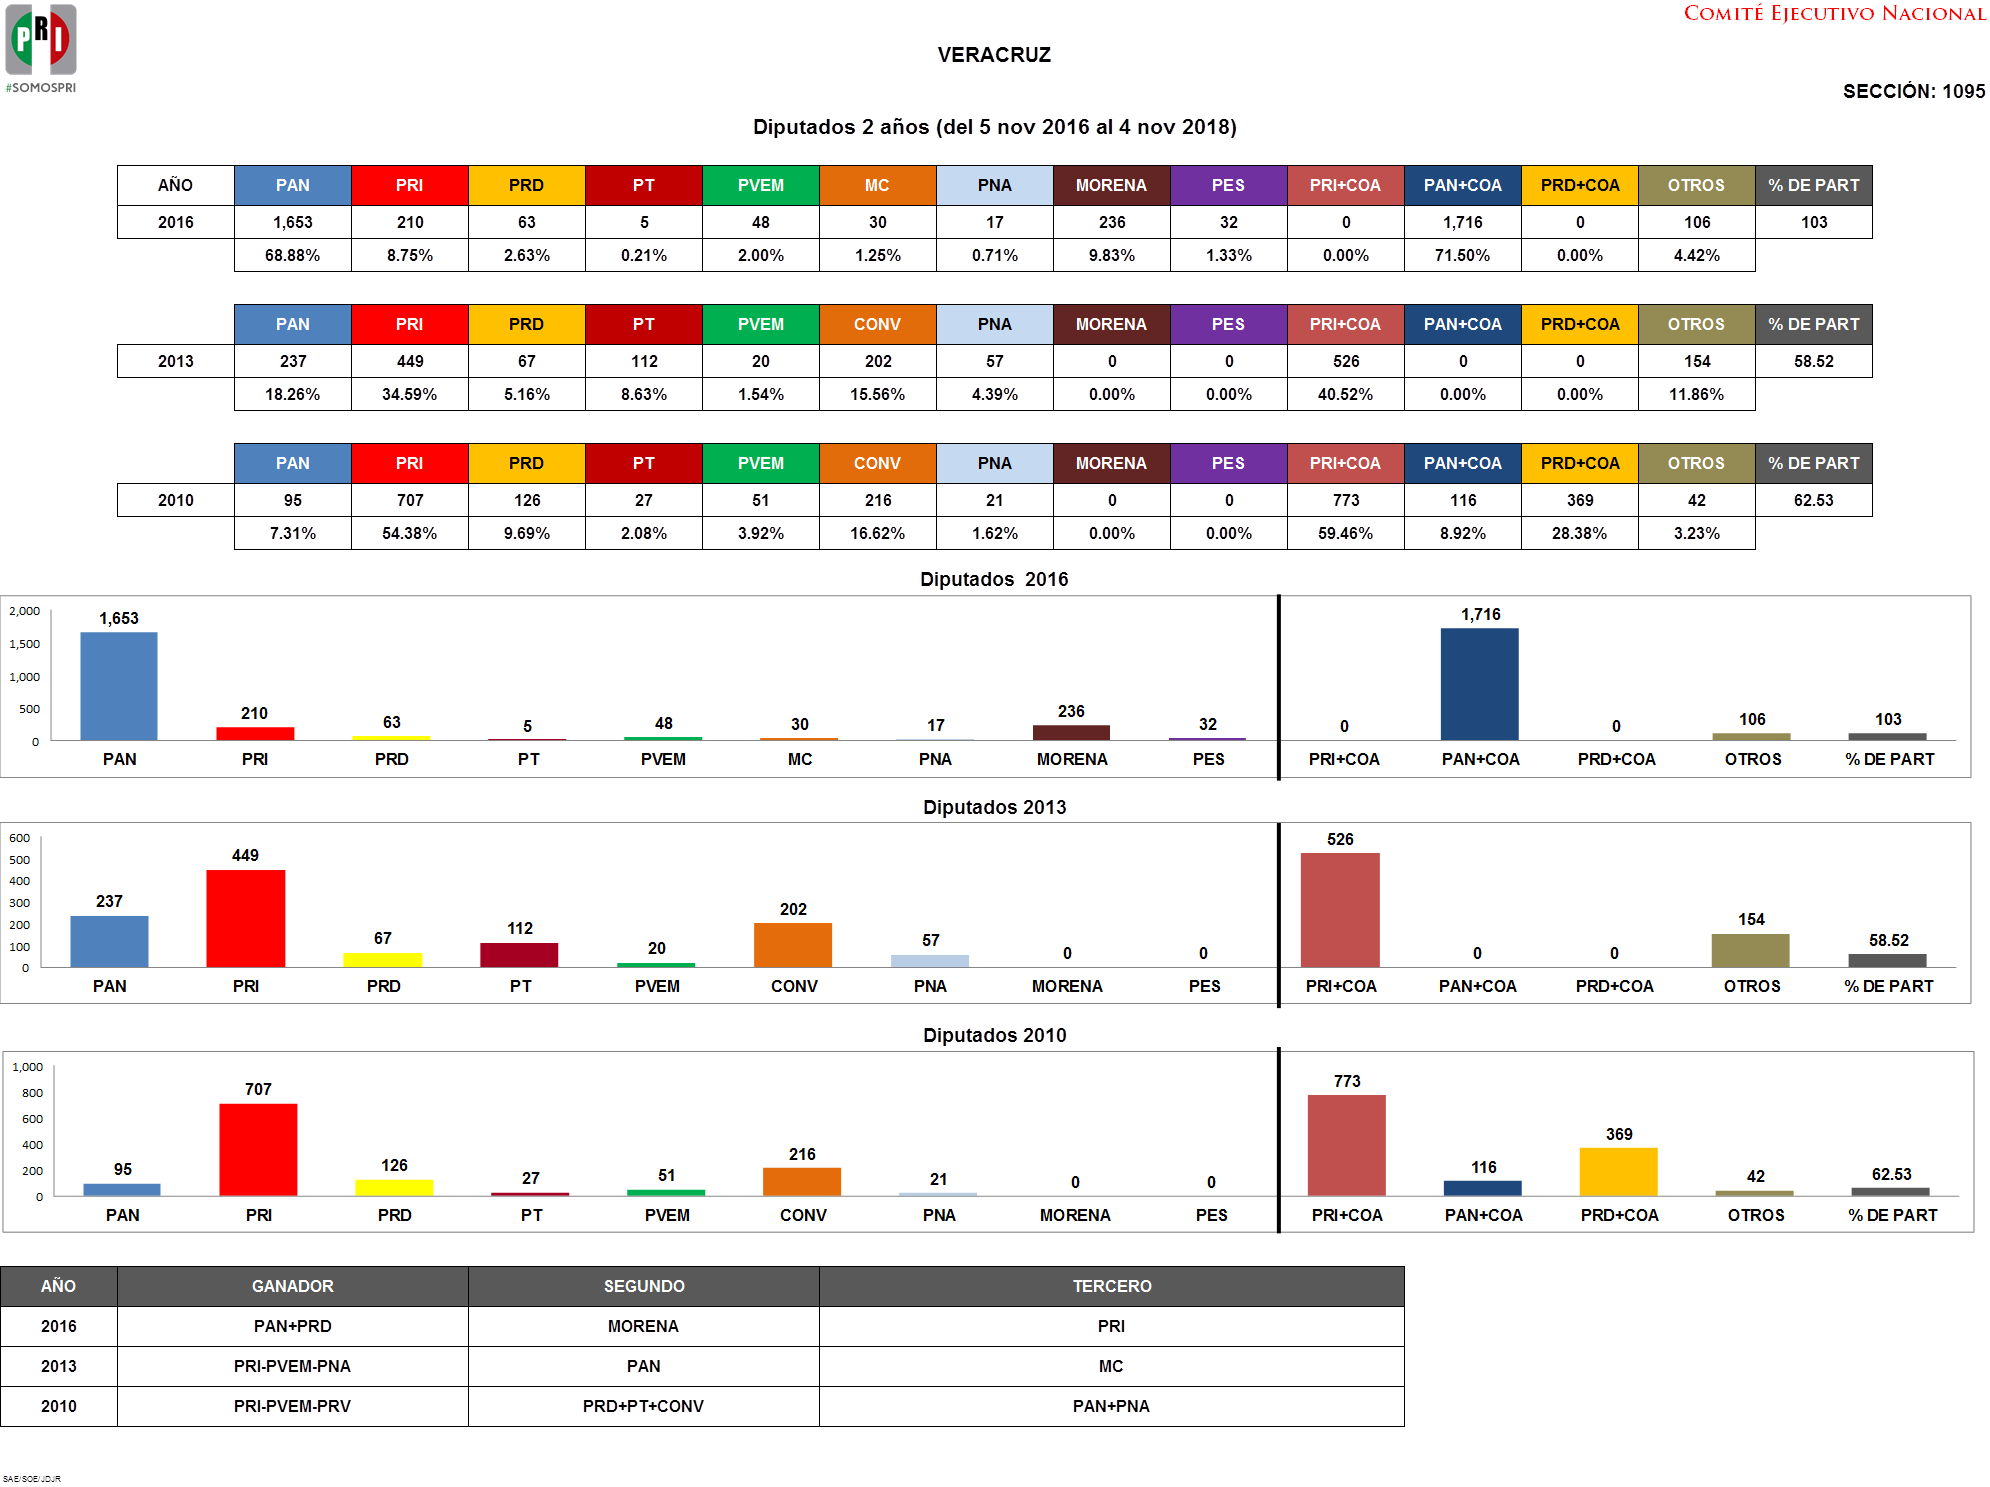 PRI
#SOMOSPRI
COMITÉ EJECUTIVO NACIONAL
VERACRUZ
SECCIÓN: 1095
Diputados 2 años (del 5 nov 2016 al 4 nov 2018)
AÑO PAN PRI PRD PT PVEM MC PNA MORENA PES PRI+COA PAN+COA PRD+COA OTROS % DE PART
2016 1,653 210 63 5 48 30 17 236 32 0 1,716 0 106 103
68.88% 8.75% 2.63% 0.21% 2.00% 1.25% 0.71% 9.83% 1.33% 0.00% 71.50% 0.00% 4.42%
PAN PRI PRD PT PVEM CONV PNA MORENA PES PRI+COA PAN+COA PRD+COA OTROS % DE PART
2013 237 449 67 112 20 202 57 0 0 526 0 0 154 58.52
18.26% 34.59% 5.16% 8.63% 1.54% 15.56% 4.39% 0.00% 0.00% 40.52% 0.00% 0.00% 11.86%
PAN PRI PRD PT PVEM CONV PNA MORENA PES PRI+COA PAN+COA PRD+COA OTROS % DE PART
2010 95 707 126 27 51 216 21 0 0 773 116 369 42 62.53
7.31% 54.38% 9.69% 2.08% 3.92% 16.62% 1.62% 0.00% 0.00% 59.46% 8.92% 28.38% 3.23%
Diputados 2016
2,000
1,500
1,000
500
0
1,653 210 63 5 48 30 17 236 32 0 1,716 0 106 103
PAN PRI PRD PT PVEM MC PNA MORENA PES PRI+COA PAN+COA PRD+COA OTROS % DE PART
Diputados 2013
600
500
400
300
200
100
0
237 449 67 112 20 202 57 0 0 526 0 0 154 58.52
PAN PRI PRD PT PVEM CONV PNA MORENA PES PRI+COA PAN+COA PRD+COA OTROS % DE PART
Diputados 2010
1,000
800
600
400
200
0
95 707 126 27 51 216 21 0 0 773 116 369 42 62.53
PAN PRI PRD PT PVEM CONV PNA MORENA PES PRI+COA PAN+COA PRD+COA OTROS % DE PART
AÑO GANADOR SEGUNDO TERCERO
2016 PAN+PRD MORENA PRI
2013 PRI-PVEM-PNA PAN MC
2010 PRI-PVEM-PRV PRD+PT+CONV PAN+PNA
SAE/SOE/JDJR